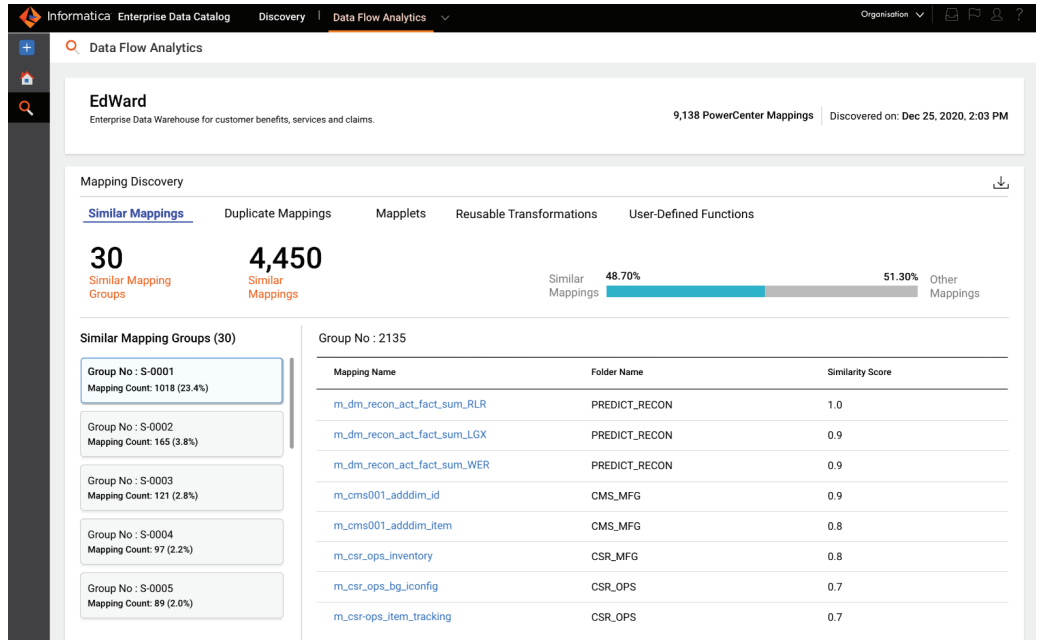 Informatica Enterprise Data Catalog Discovery Data Flow Analytics Organisation ?
Data Flow Analytics
EdWard
Enterprise Data Warehouse for customer benefits, services and claims.
9,138 PowerCenter Mappings Discovered on: Dec 25, 2020, 2:03 PM
Mapping Discovery
Similar Mappings Duplicate Mappings Mapplets Reusable Transformations User-Defined Functions
30
Similar Mapping
Groups
4,450
Similar
Mappings
Similar
Mappings
48.70% 51.30%
Other
Mappings
Similar Mapping Groups (30)
Group No : S-0001
Mapping Count: 1018 (23.4%)
Group No : S-0002
Mapping Count: 165 (3.8%)
Group No : S-0003
Mapping Count: 121 (2.8%)
Group No : S-0004
Mapping Count: 97 (2.2%)
Group No : S-0005
Mapping Count: 89 (2.0%)
Group No : 2135
Mapping Name Folder Name Similarity Score
m_dm_recon_act_fact_sum_RLR PREDICT_RECON 1.0
m_dm_recon_act_fact_sum_LGX PREDICT_RECON 0.9
m_dm_recon_act_fact_sum_WER PREDICT_RECON 0.9
m_cms001_adddim_id CMS_MFG 0.9
m_cms001_adddim_item CMS_MFG 0.8
m_csr_ops_inventory CSR_MFG 0.8
m_csr_ops_bg_iconfig CSR_OPS 0.7
m_csr-ops_item_tracking CSR_OPS 0.7